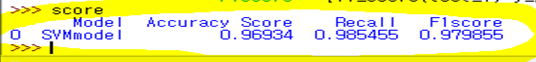 >>> score
Model Accuracy Score Recall F1score
0 SVMmodel 0.96934 0.985455 0.979855
>>>